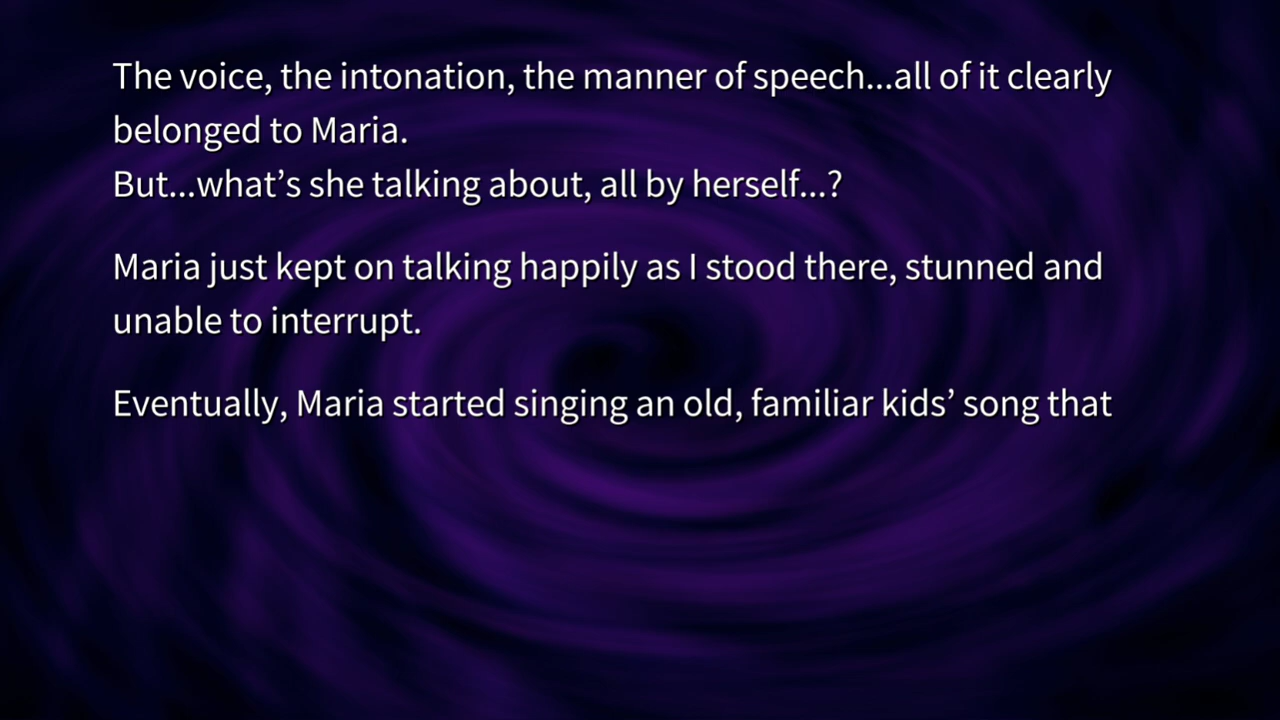 The voice, the intonation, the manner of speech...all of it clearly
belonged to Maria.
But...what’s she talking about, all by herself...?
Maria just kept on talking happily as I stood there, stunned and
unable to interrupt.
Eventually, Maria started singing an old, familiar kids’ song that